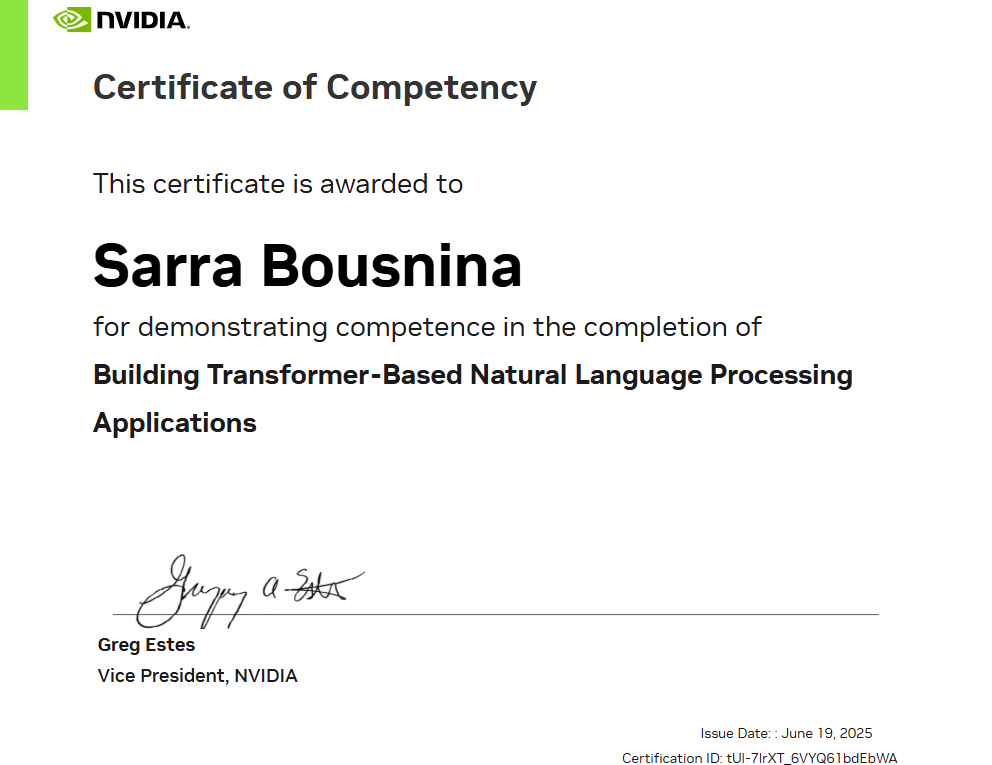 NVIDIA.
Certificate of Competency
This certificate is awarded to
Sarra Bousnina
for demonstrating competence in the completion of
Building Transformer-Based Natural Language Processing
Applications
Greg Estes
Vice President, NVIDIA
Issue Date: : June 19, 2025
Certification ID: tUI-7lrXT_6VYQ61bdEbWA